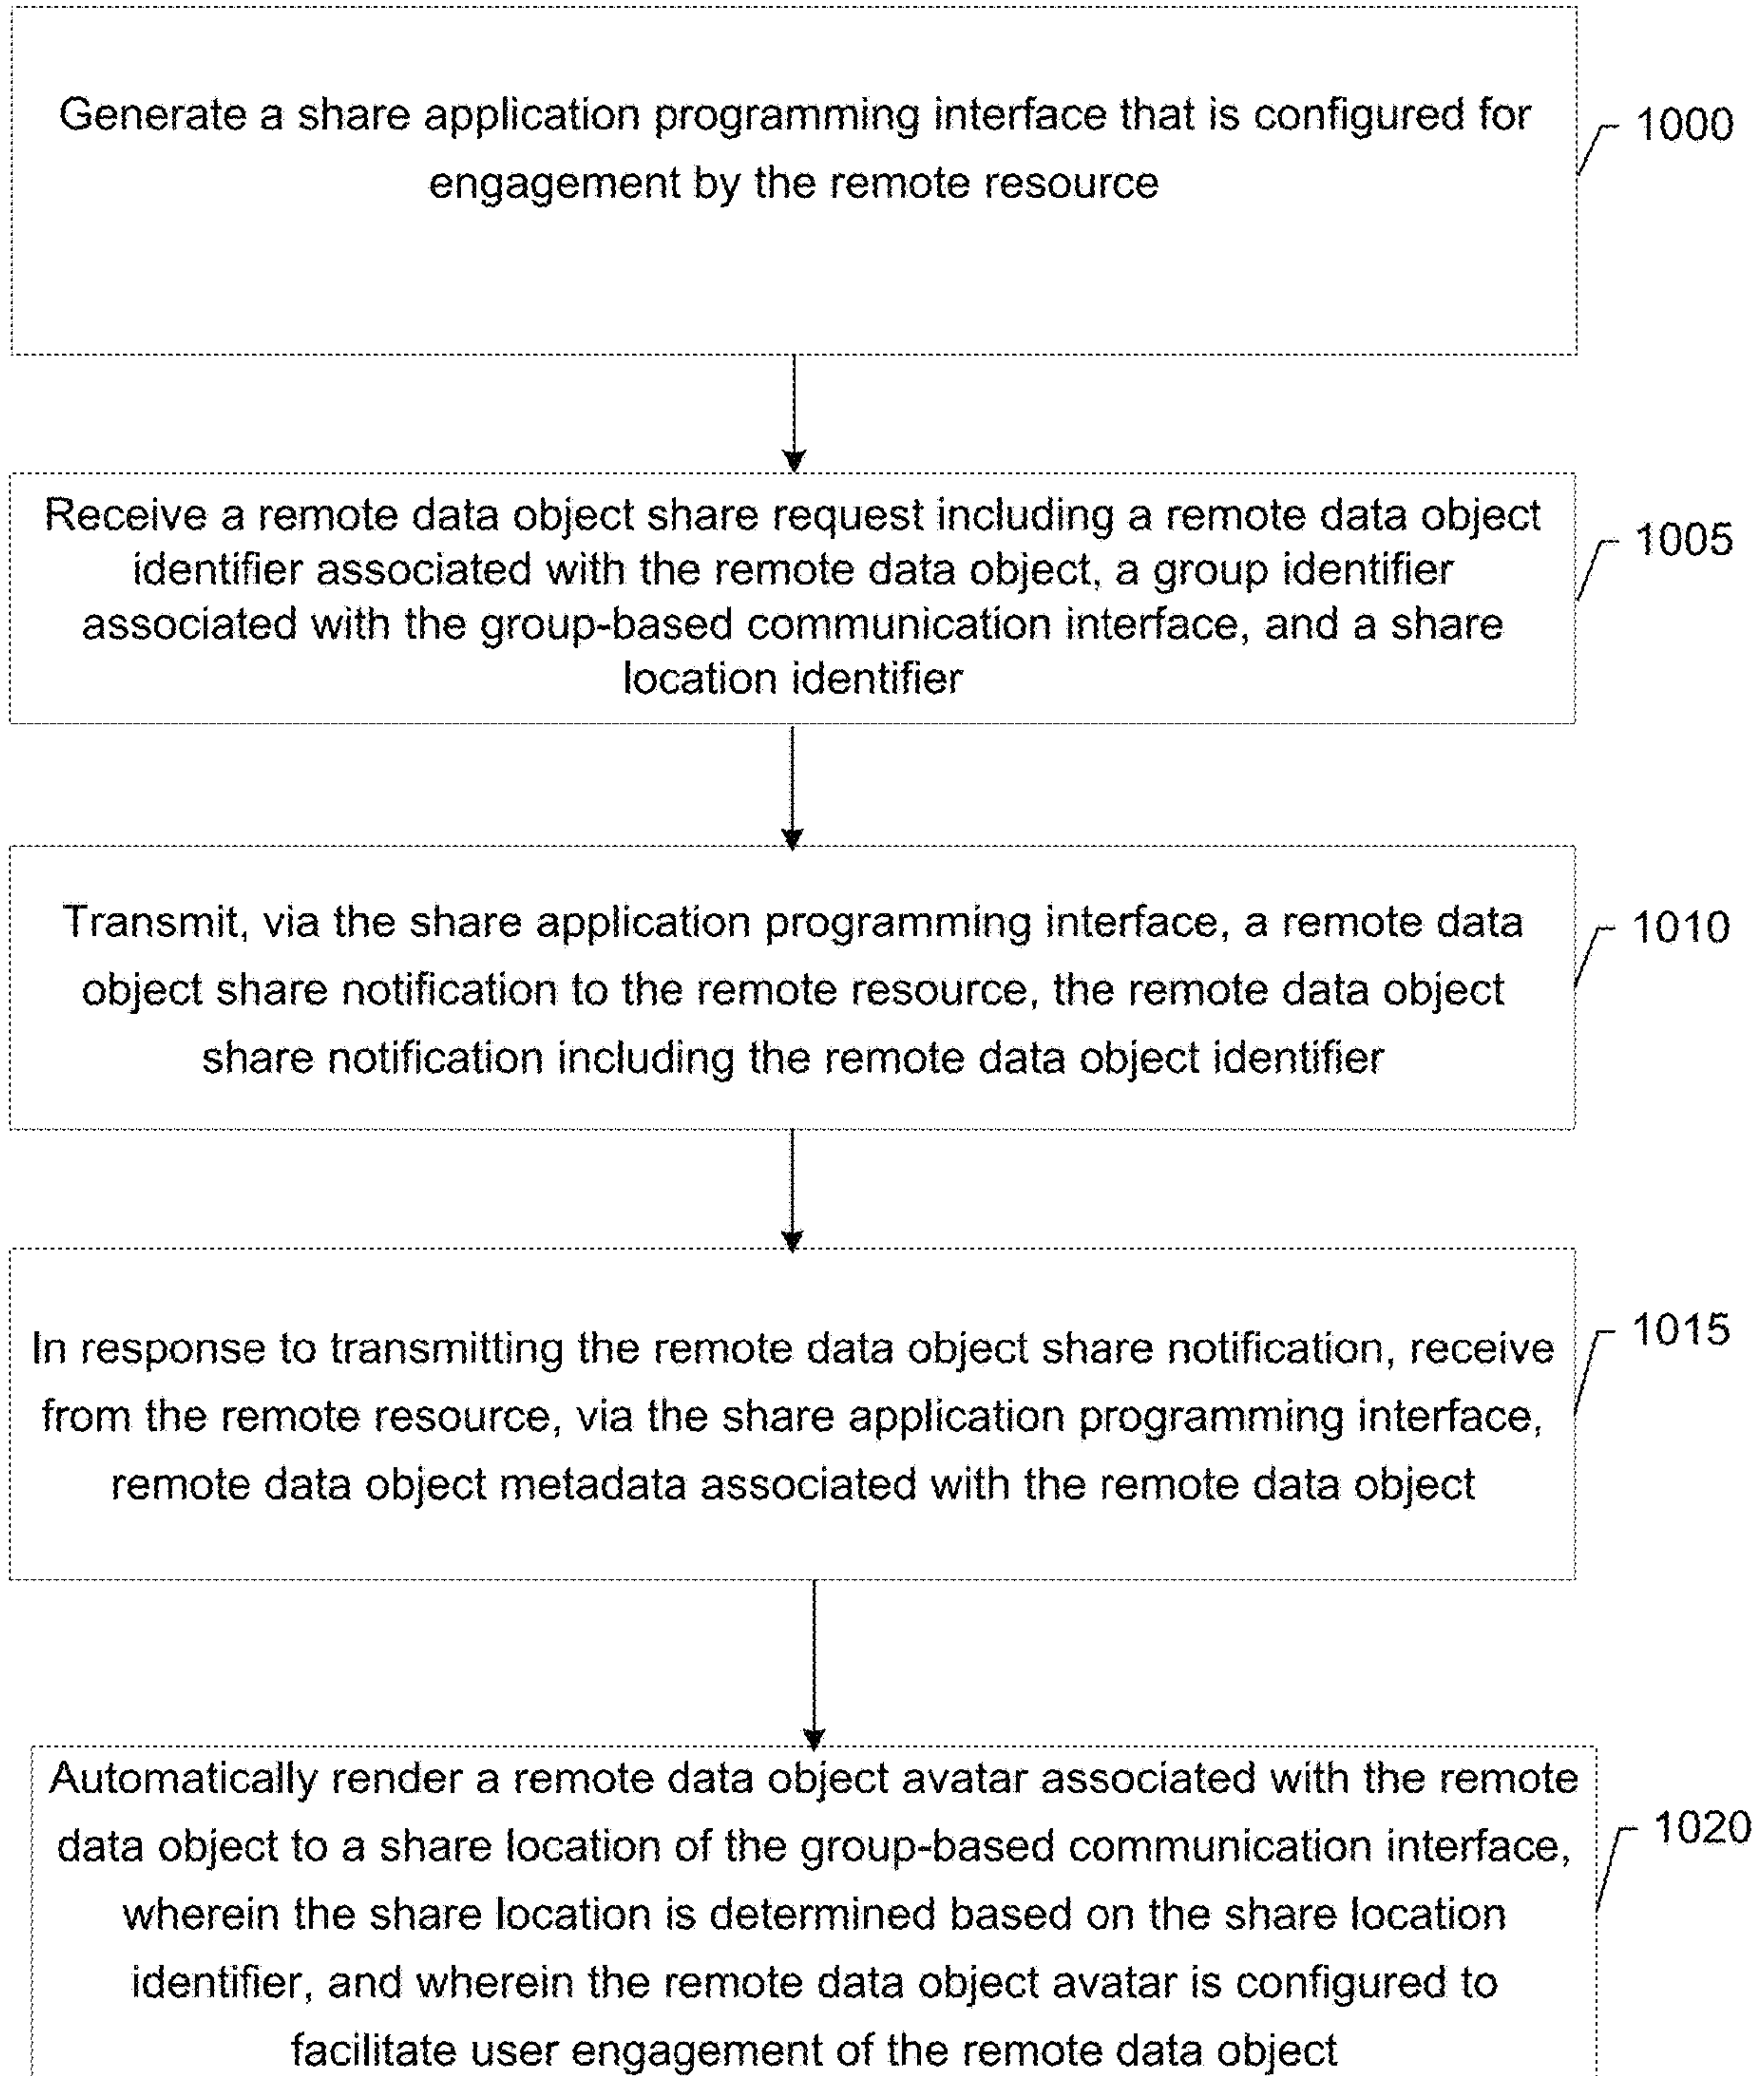 Generate a share application programming interface that is configured for
engagement by the remote resource
1000
Receive a remote data object share request including a remote data object
identifier associated with the remote data object, a group identifier
associated with the group-based communication interface, and a share
location identifier
1005
Transmit, via the share application programming interface, a remote data
object share notification to the remote resource, the remote data object
share notification including the remote data object identifier
1010
In response to transmitting the remote data object share notification, receive
from the remote resource, via the share application programming interface,
remote data object metadata associated with the remote data object
1015
Automatically render a remote data object avatar associated with the remote
data object to a share location of the group-based communication interface,
wherein the share location is determined based on the share location
identifier, and wherein the remote data object avatar is configured to
facilitate user engagement of the remote data object
1020